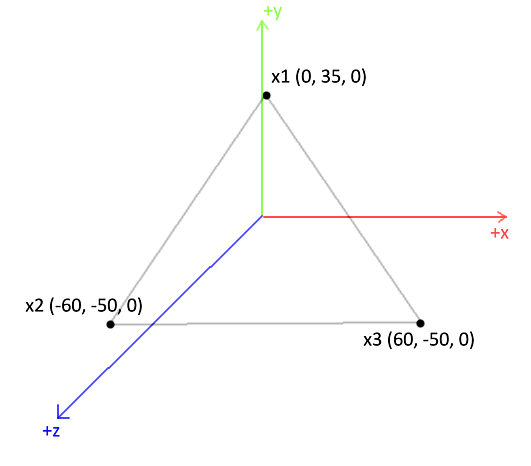 +y
x1 (0, 35, 0)
+x
x2 (-60, -50, 0)
x3 (60, -50, 0)
+z